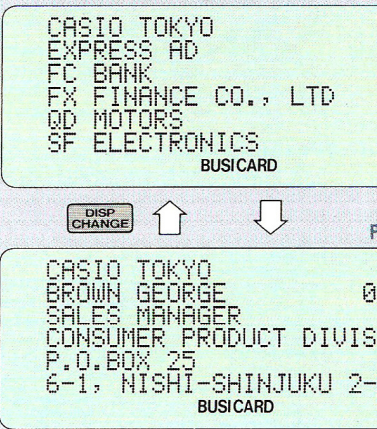 CASIO TOKYO
EXPRESS AD
FC BANK
FX FINANCE CO., LTD
QD MOTORS
SF ELECTRONICS
BUSICARD
DISP
CHANGE
CASIO TOKYO
BROWN GEORGE 0
SALES MANAGER
CONSUMER PRODUCT DIVIS
P.O.BOX 25
6-1, NISHI-SHINJUKU 2-
BUSICARD